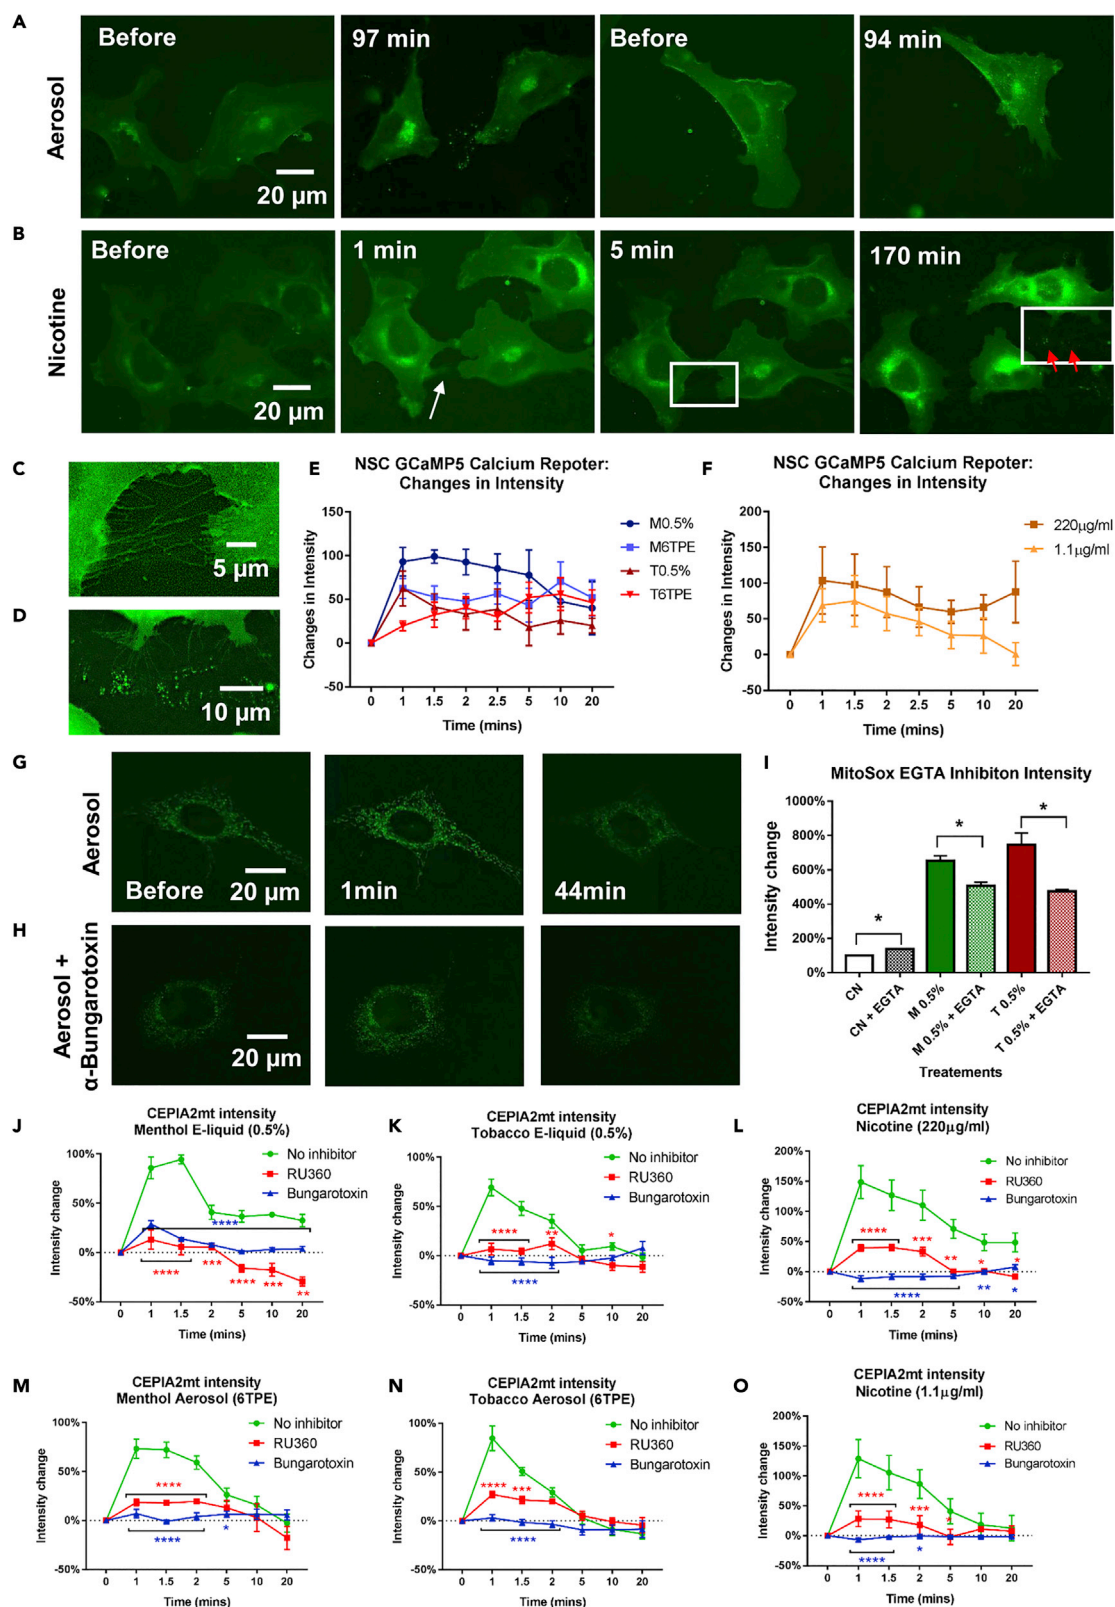 A
Aerosol
Before
97 min
Before
94 min
20 µm
B
Nicotine
Before
1 min
5 min
170 min
20 µm
C
5 µm
D
10 µm
E
NSC GCaMP5 Calcium Repoter:
Changes in Intensity
Changes in Intensity
150
100
50
0
-50
0 1 1.5 2 2.5 5 10 20
Time (mins)
M0.5%
M6TPE
T0.5%
T6TPE
F
NSC GCaMP5 Calcium Repoter:
Changes in Intensity
Changes in Intensity
200
150
100
50
0
-50
0 1 1.5 2 2.5 5 10 20
Time (mins)
220µg/ml
1.1µg/ml
G
Aerosol
Before
20 µm
1min
44min
H
Aerosol +
α-Bungarotoxin
20 µm
I
MitoSox EGTA Inhibiton Intensity
Intensity change
1000%
800%
600%
400%
200%
0%
*
*
*
CN
CN + EGTA
M 0.5%
M 0.5% + EGTA
T 0.5%
T 0.5% + EGTA
Treatements
J
CEPIA2mt intensity
Menthol E-liquid (0.5%)
Intensity change
100%
50%
0%
-50%
No inhibitor
RU360
Bungarotoxin
****
**** *** **** *** **
0 1 1.5 2 5 10 20
Time (mins)
K
CEPIA2mt intensity
Tobacco E-liquid (0.5%)
Intensity change
100%
50%
0%
-50%
No inhibitor
RU360
Bungarotoxin
**** ** *
****
0 1 1.5 2 5 10 20
Time (mins)
L
CEPIA2mt intensity
Nicotine (220µg/ml)
Intensity change
200%
150%
100%
50%
0%
-50%
No inhibitor
RU360
Bungarotoxin
**** *** ** * *
**** ** *
0 1 1.5 2 5 10 20
Time (mins)
M
CEPIA2mt intensity
Menthol Aerosol (6TPE)
Intensity change
100%
50%
0%
-50%
No inhibitor
RU360
Bungarotoxin
****
**** *
0 1 1.5 2 5 10 20
Time (mins)
N
CEPIA2mt intensity
Tobacco Aerosol (6TPE)
Intensity change
100%
50%
0%
-50%
No inhibitor
RU360
Bungarotoxin
**** ***
****
0 1 1.5 2 5 10 20
Time (mins)
O
CEPIA2mt intensity
Nicotine (1.1µg/ml)
Intensity change
200%
150%
100%
50%
0%
-50%
No inhibitor
RU360
Bungarotoxin
**** *** *
**** *
0 1 1.5 2 5 10 20
Time (mins)